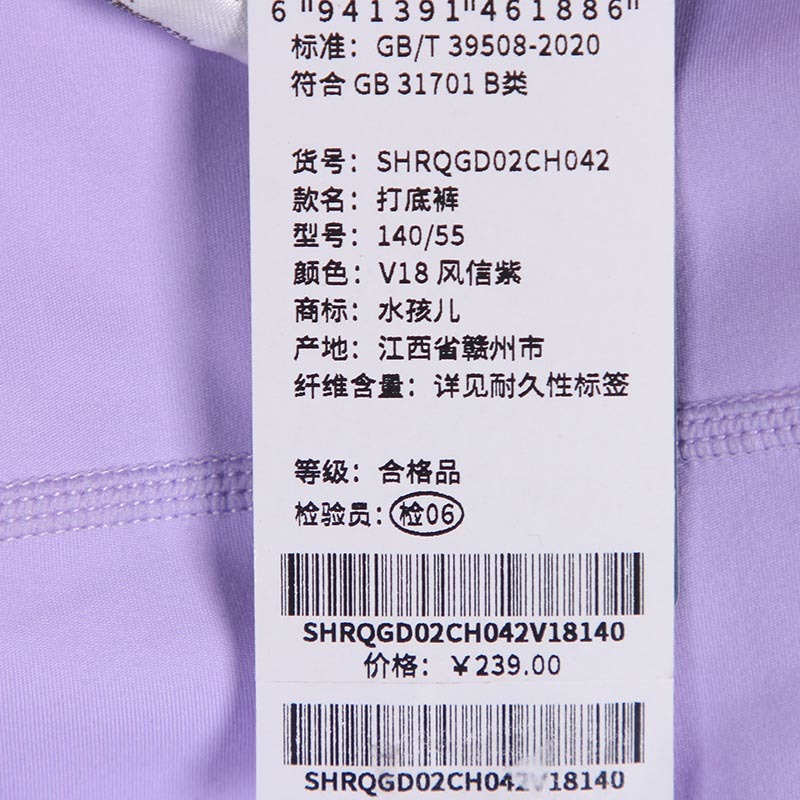 6 "941391"461886"
标准：GB/T 39508-2020
符合 GB 31701 B类
货号：SHRQGD02CH042
款名：打底裤
型号：140/55
颜色：V18 风信紫
商标：水孩儿
产地：江西省赣州市
纤维含量：详见耐久性标签
等级：合格品
检验员：检06
SHRQGD02CH042V18140
价格：￥239.00
SHRQGD02CH042V18140